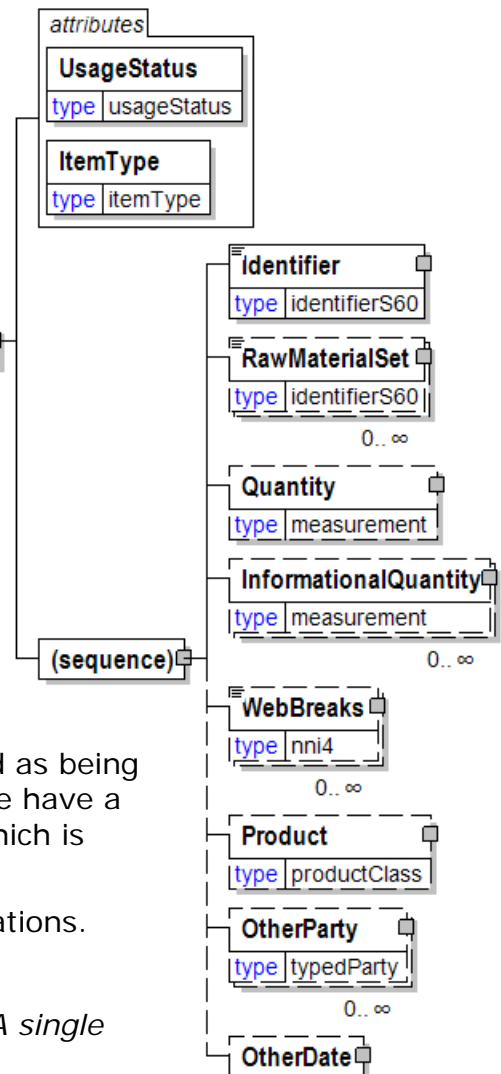 attributes
UsageStatus
type usageStatus
ItemType
type itemType
Identifier
type identifierS60
RawMaterialSet
type identifierS60
0.. ∞
Quantity
type measurement
InformationalQuantity
type measurement
0.. ∞
(sequence)
WebBreaks
type nni4
0.. ∞
d as being
e have a
hich is
Product
type productClass
ations.
OtherParty
type typedParty
0.. ∞
A single
OtherDate